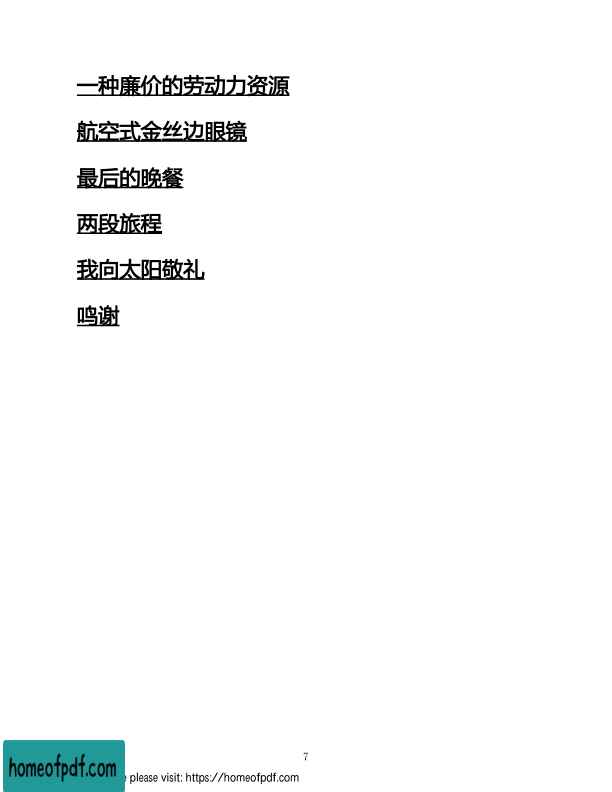 一种廉价的劳动力资源
航空式金丝边眼镜
最后的晚餐
两段旅程
我向太阳敬礼
鸣谢
7
homeofpdf.com
please visit: https://homeofpdf.com